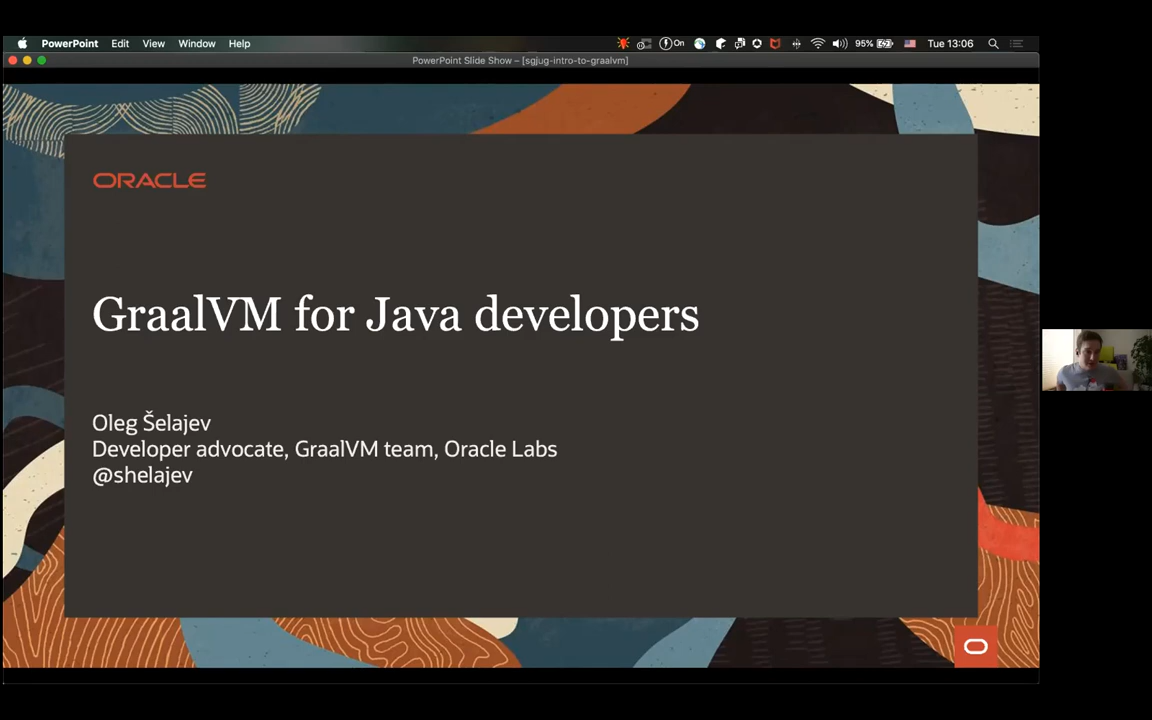 PowerPoint Edit View Window Help On 95% Tue 13:06
PowerPoint Slide Show – [sgjug-intro-to-graalvm]
ORACLE
GraalVM for Java developers
Oleg Šelajev
Developer advocate, GraalVM team, Oracle Labs
@shelajev